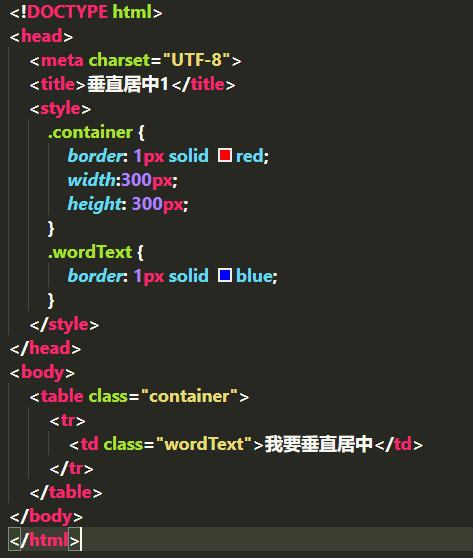 <!DOCTYPE html>
<head>
<meta charset="UTF-8">
<title>垂直居中1</title>
<style>
.container {
border: 1px solid red;
width:300px;
height: 300px;
}
.wordText {
border: 1px solid blue;
}
</style>
</head>
<body>
<table class="container">
<tr>
<td class="wordText">我要垂直居中</td>
</tr>
</table>
</body>
</html>